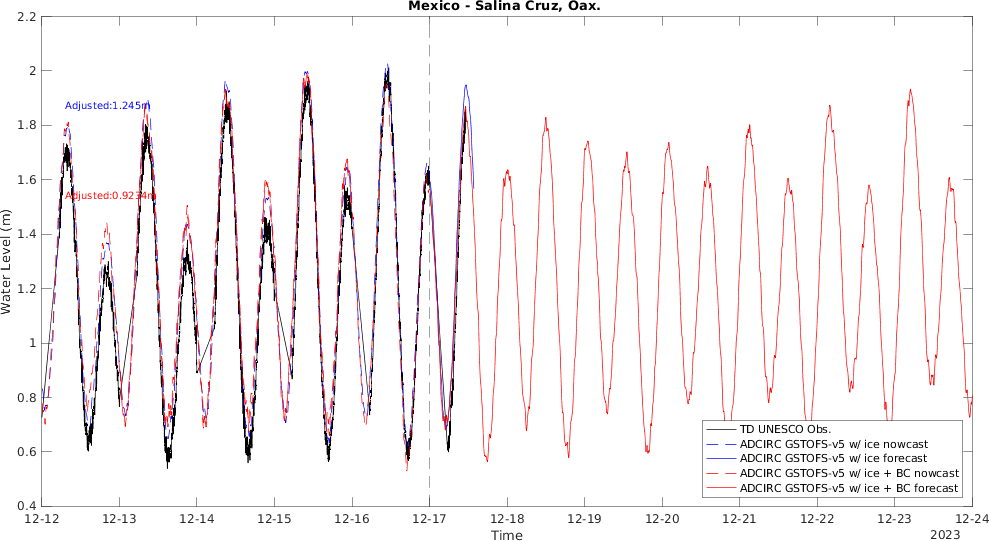 Mexico - Salina Cruz, Oax.
2.2
2
1.8
1.6
1.4
1.2
1
0.8
0.6
0.4
Water Level (m)
Adjusted:1.245m
Adjusted:0.9234m
TD UNESCO Obs.
ADCIRC GSTOFS-v5 w/ ice nowcast
ADCIRC GSTOFS-v5 w/ ice forecast
ADCIRC GSTOFS-v5 w/ ice + BC nowcast
ADCIRC GSTOFS-v5 w/ ice + BC forecast
12-12 12-13 12-14 12-15 12-16 12-17 12-18 12-19 12-20 12-21 12-22 12-23 12-24
Time
2023